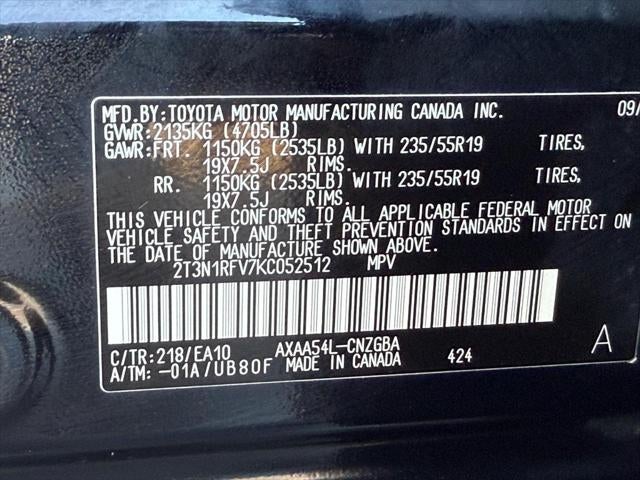 MFD.BY:TOYOTA MOTOR MANUFACTURING CANADA INC. 09/
GVWR:2135KG (4705LB)
GAWR:FRT. 1150KG (2535LB) WITH 235/55R19 TIRES,
19X7.5J RIMS.
RR. 1150KG (2535LB) WITH 235/55R19 TIRES,
19X7.5J RIMS.
THIS VEHICLE CONFORMS TO ALL APPLICABLE FEDERAL MOTOR
VEHICLE SAFETY AND THEFT PREVENTION STANDARDS IN EFFECT ON
THE DATE OF MANUFACTURE SHOWN ABOVE.
2T3N1RFV7KC052512 MPV
C/TR:218/EA10 AXAA54L-CNZGBA A
A/TM:-01A/UB80F MADE IN CANADA 424